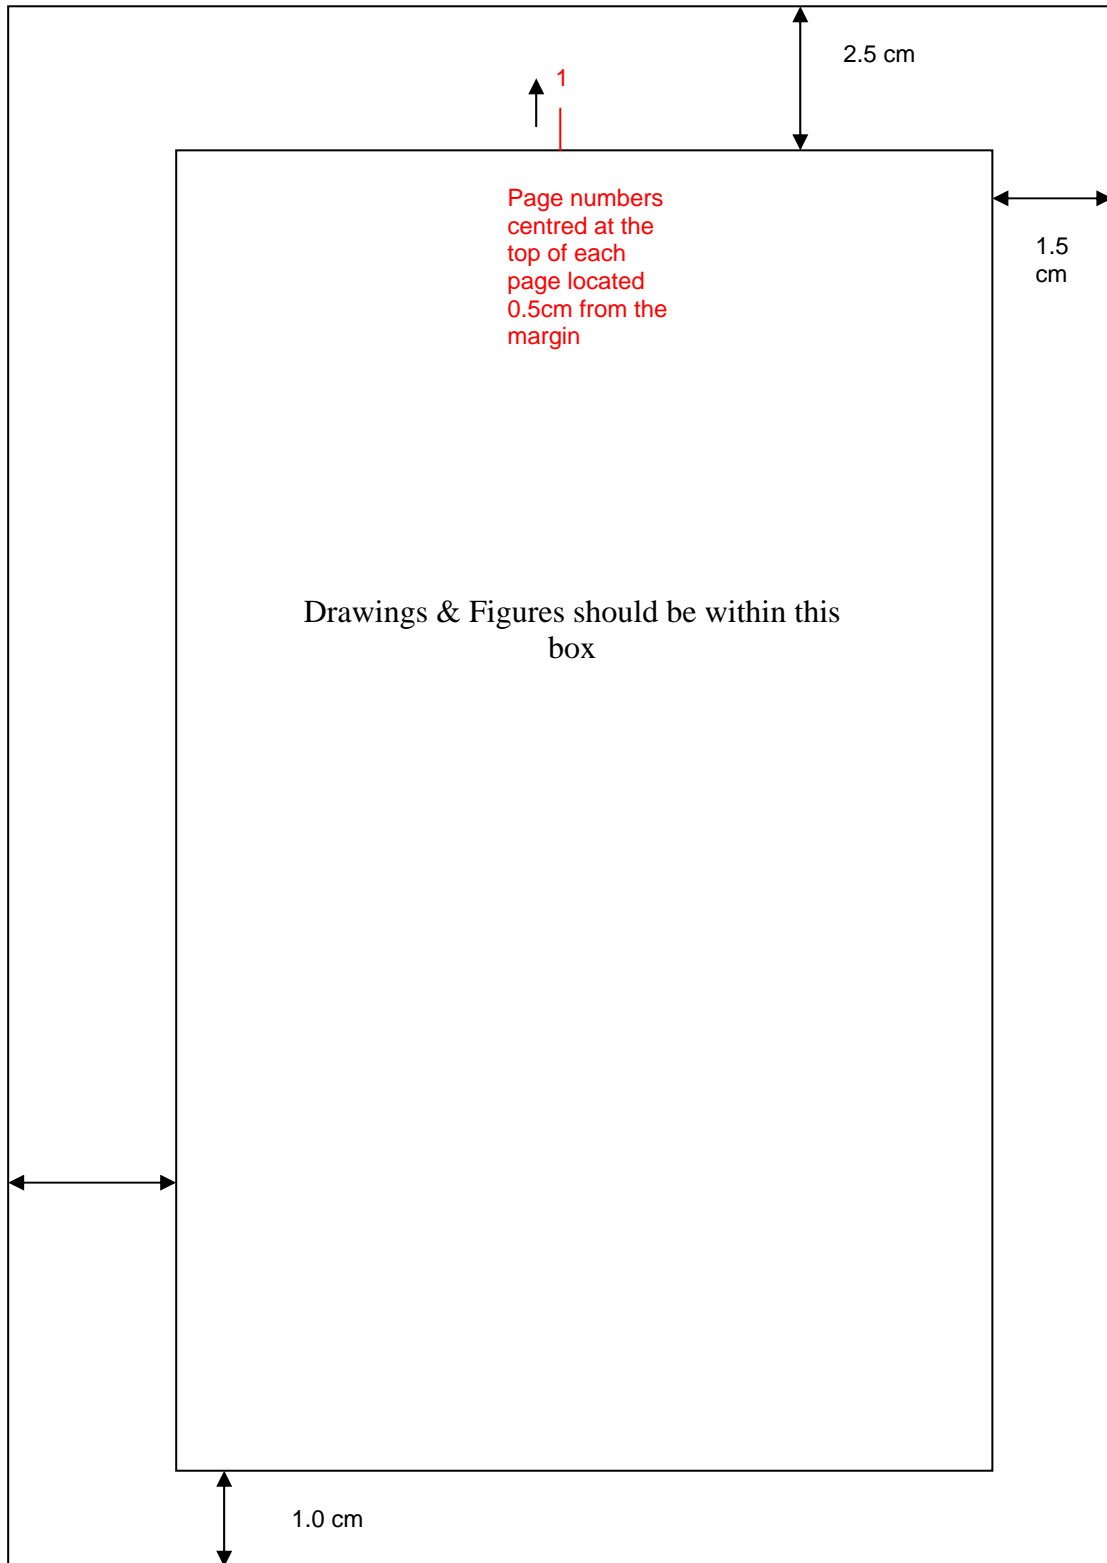 2.5 cm
1
Page numbers
centred at the
top of each
page located
0.5cm from the
margin
1.5
cm
Drawings & Figures should be within this
box
1.0 cm